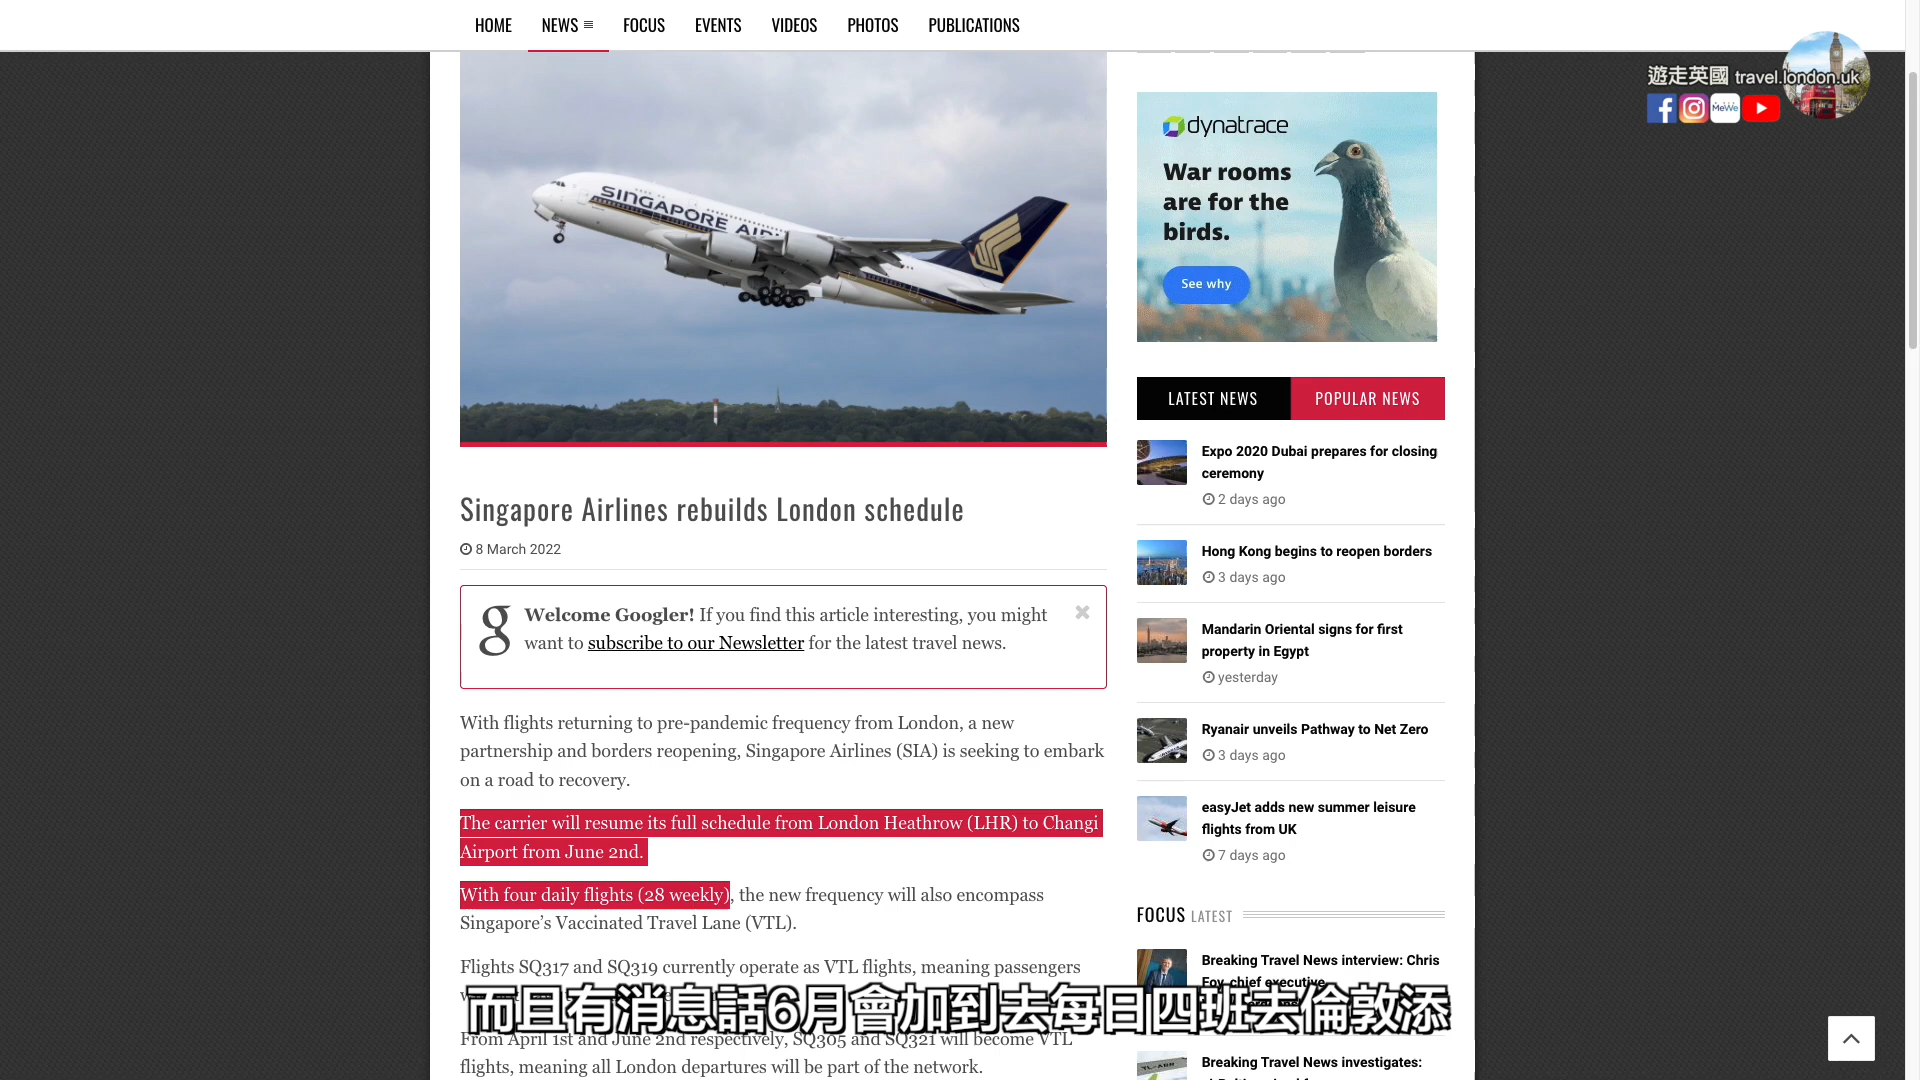 HOME NEWS FOCUS EVENTS VIDEOS PHOTOS PUBLICATIONS
遊走英國 travel.london.uk
MeWe
SINGAPORE AIR
dynatrace
War rooms
are for the
birds.
See why
Singapore Airlines rebuilds London schedule
8 March 2022
g Welcome Googler! If you find this article interesting, you might
want to subscribe to our Newsletter for the latest travel news.
With flights returning to pre-pandemic frequency from London, a new
partnership and borders reopening, Singapore Airlines (SIA) is seeking to embark
on a road to recovery.
The carrier will resume its full schedule from London Heathrow (LHR) to Changi
Airport from June 2nd.
With four daily flights (28 weekly), the new frequency will also encompass
Singapore’s Vaccinated Travel Lane (VTL).
Flights SQ317 and SQ319 currently operate as VTL flights, meaning passengers
From April 1st and June 2nd respectively, SQ305 and SQ321 will become VTL
flights, meaning all London departures will be part of the network.
LATEST NEWS POPULAR NEWS
Expo 2020 Dubai prepares for closing
ceremony
2 days ago
Hong Kong begins to reopen borders
3 days ago
Mandarin Oriental signs for first
property in Egypt
yesterday
Ryanair unveils Pathway to Net Zero
3 days ago
easyJet adds new summer leisure
flights from UK
7 days ago
FOCUS LATEST
Breaking Travel News interview: Chris
Foy, chief executive,
Breaking Travel News investigates:
而且有消息話6月會加到去每日四班去倫敦添